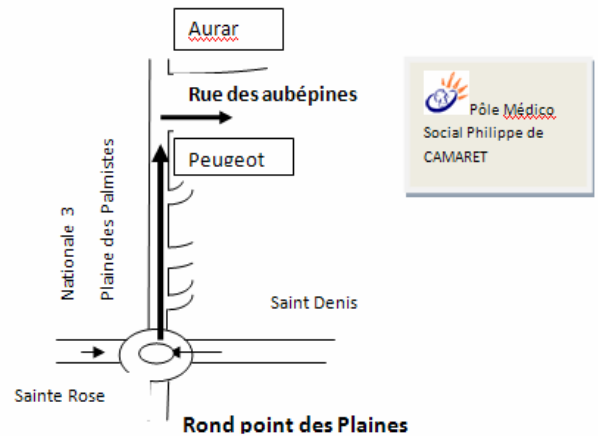 Aurar
Rue des aubépines
Peugeot
Pôle Médico
Social Philippe de
CAMARET
Nationale 3
Plaine des Palmistes
Saint Denis
Sainte Rose
Rond point des Plaines